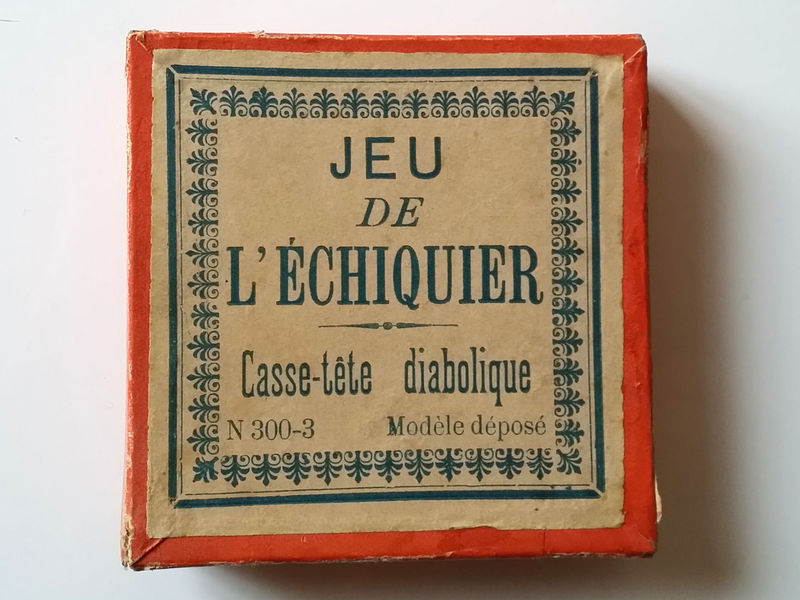 JEU
DE
L'ÉCHIQUIER
Casse-tête diabolique
N 300-3 Modèle déposé